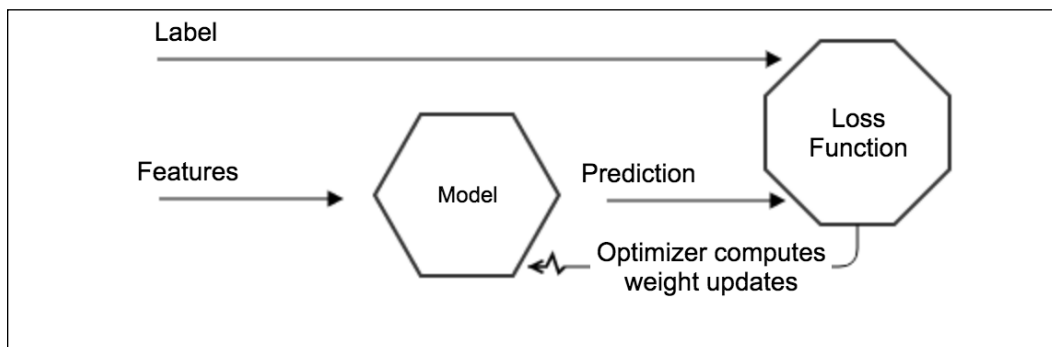 Label
Features
Model
Prediction
Loss
Function
Optimizer computes
weight updates